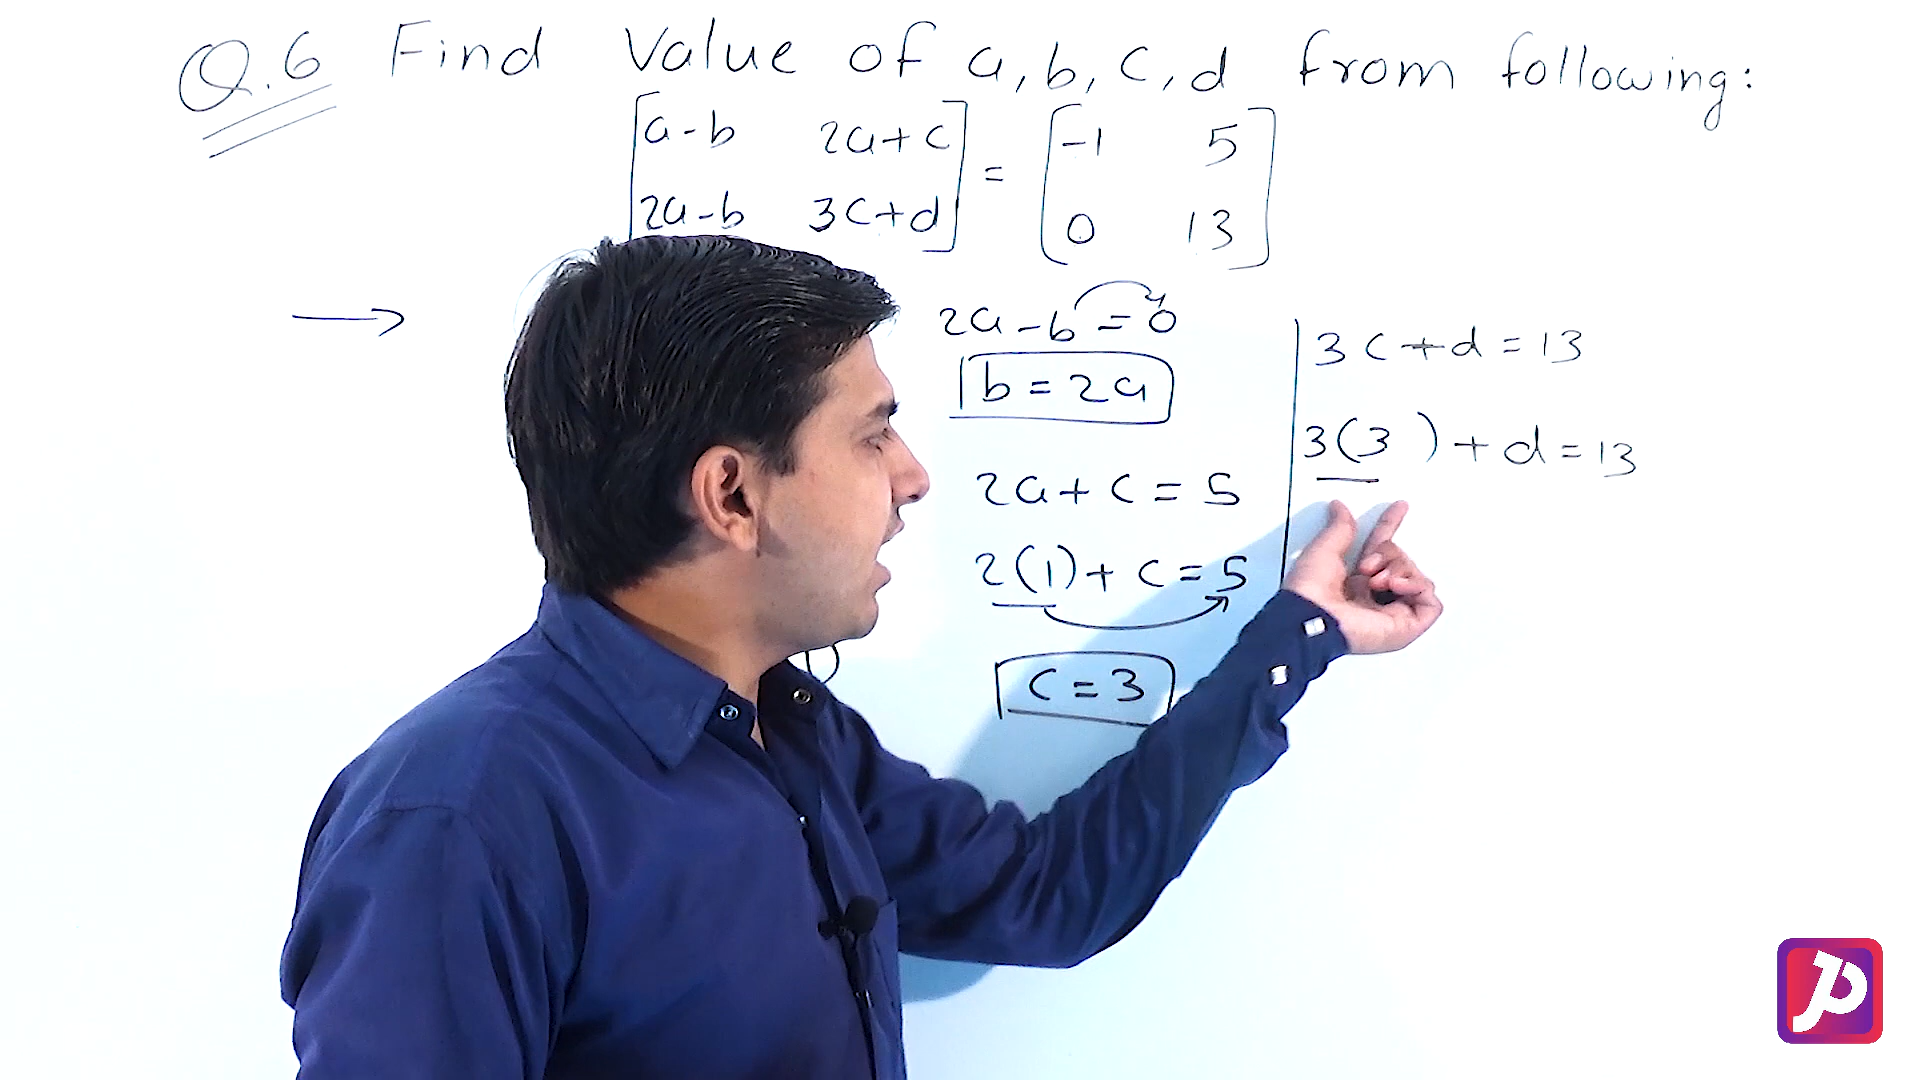 Q.6 Find Value of a, b, c, d from following:
[a-b 2a+c] = [-1 5]
[2a-b 3c+d] [0 13]
→ 2a-b=0
b=2a
2a+c=5
2(1)+c=5
c=3
3c+d=13
3(3 )+d=13
JP